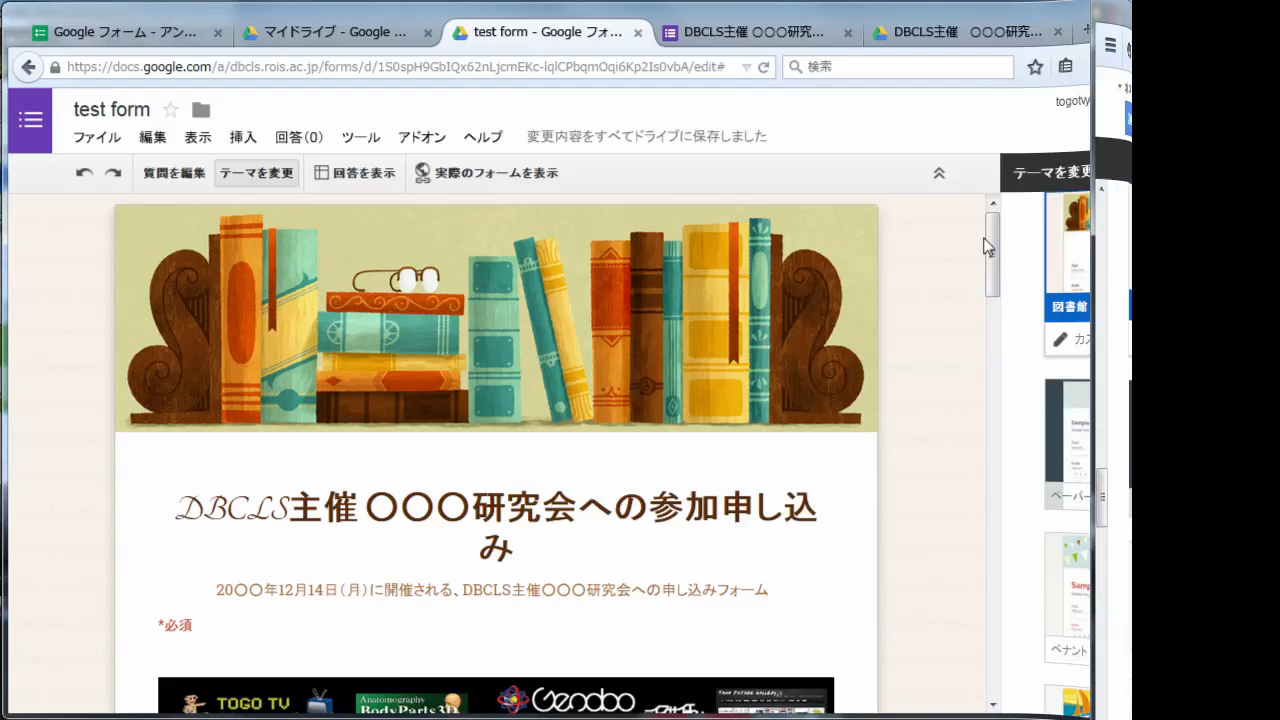 Google フォーム - アン...
マイドライブ - Google ...
test form - Google フォ...
DBCLS主催 〇〇〇研究...
DBCLS主催 〇〇〇研究...
https://docs.google.com/a/dbcls.rois.ac.jp/forms/d/1S0spHhGbIQx62nLjcmEKc-lqlCPbqmOqi6Kp2Is0vbA/edit#
検索
test form
togotv
ファイル 編集 表示 挿入 回答(0) ツール アドオン ヘルプ 変更内容をすべてドライブに保存しました
質問を編集 テーマを変更 回答を表示 実際のフォームを表示
テーマを変更
図書館
カス
Sample
ペーパー
Sample
ペナント
DBCLS主催 〇〇〇研究会への参加申し込
み
20〇〇年12月14日(月)に開催される、DBCLS主催〇〇〇研究会への申し込みフォーム
*必須
TOGO TV
Anatomography
BodyParts3D
Gendoo